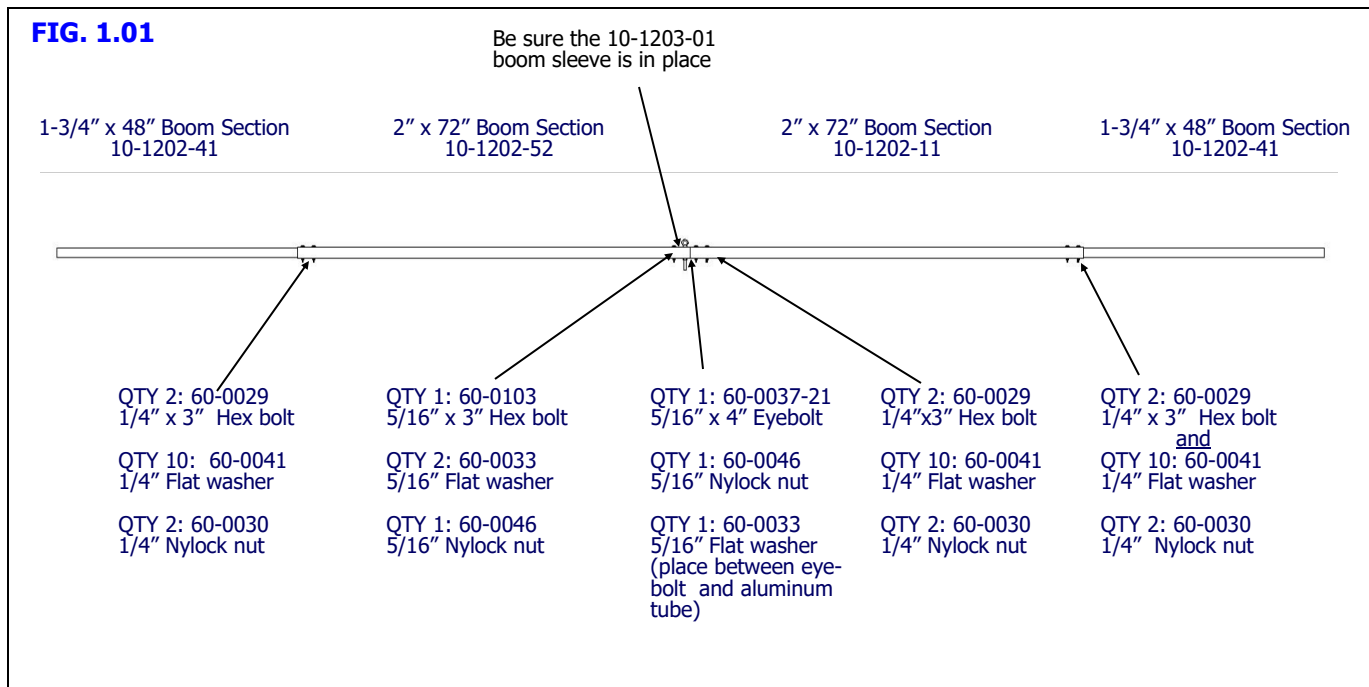 FIG. 1.01
Be sure the 10-1203-01
boom sleeve is in place
1-3/4” x 48” Boom Section
10-1202-41
2” x 72” Boom Section
10-1202-52
2” x 72” Boom Section
10-1202-11
1-3/4” x 48” Boom Section
10-1202-41
QTY 2: 60-0029
1/4” x 3” Hex bolt
QTY 10: 60-0041
1/4” Flat washer
QTY 2: 60-0030
1/4” Nylock nut
QTY 1: 60-0103
5/16” x 3” Hex bolt
QTY 2: 60-0033
5/16” Flat washer
QTY 1: 60-0046
5/16” Nylock nut
QTY 1: 60-0037-21
5/16” x 4” Eyebolt
QTY 1: 60-0046
5/16” Nylock nut
QTY 1: 60-0033
5/16” Flat washer
(place between eye-
bolt and aluminum
tube)
QTY 2: 60-0029
1/4”x3” Hex bolt
QTY 10: 60-0041
1/4” Flat washer
QTY 2: 60-0030
1/4” Nylock nut
QTY 2: 60-0029
1/4” x 3” Hex bolt
and
QTY 10: 60-0041
1/4” Flat washer
QTY 2: 60-0030
1/4” Nylock nut